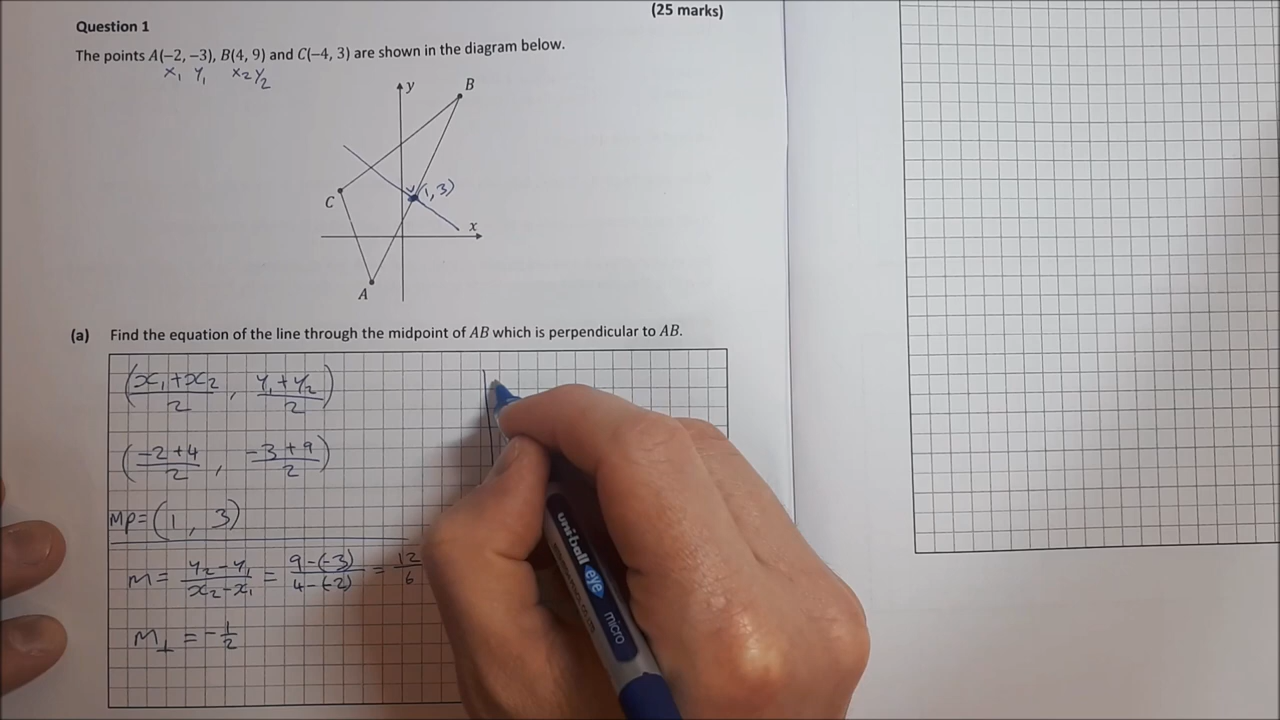 (25 marks)
Question 1
The points A(−2, −3), B(4, 9) and C(−4, 3) are shown in the diagram below.
x₁ y₁ x₂ y₂
y
B
C
(1, 3)
x
A
(a) Find the equation of the line through the midpoint of AB which is perpendicular to AB.
(x₁+x₂/2 , y₁+y₂/2)
(-2+4/2 , -3+9/2)
MP=(1, 3)
M = y₂-y₁/x₂-x₁ = 9-(-3)/4-(-2) = 12/6
M⊥ = -1/2
uni-ball eye micro